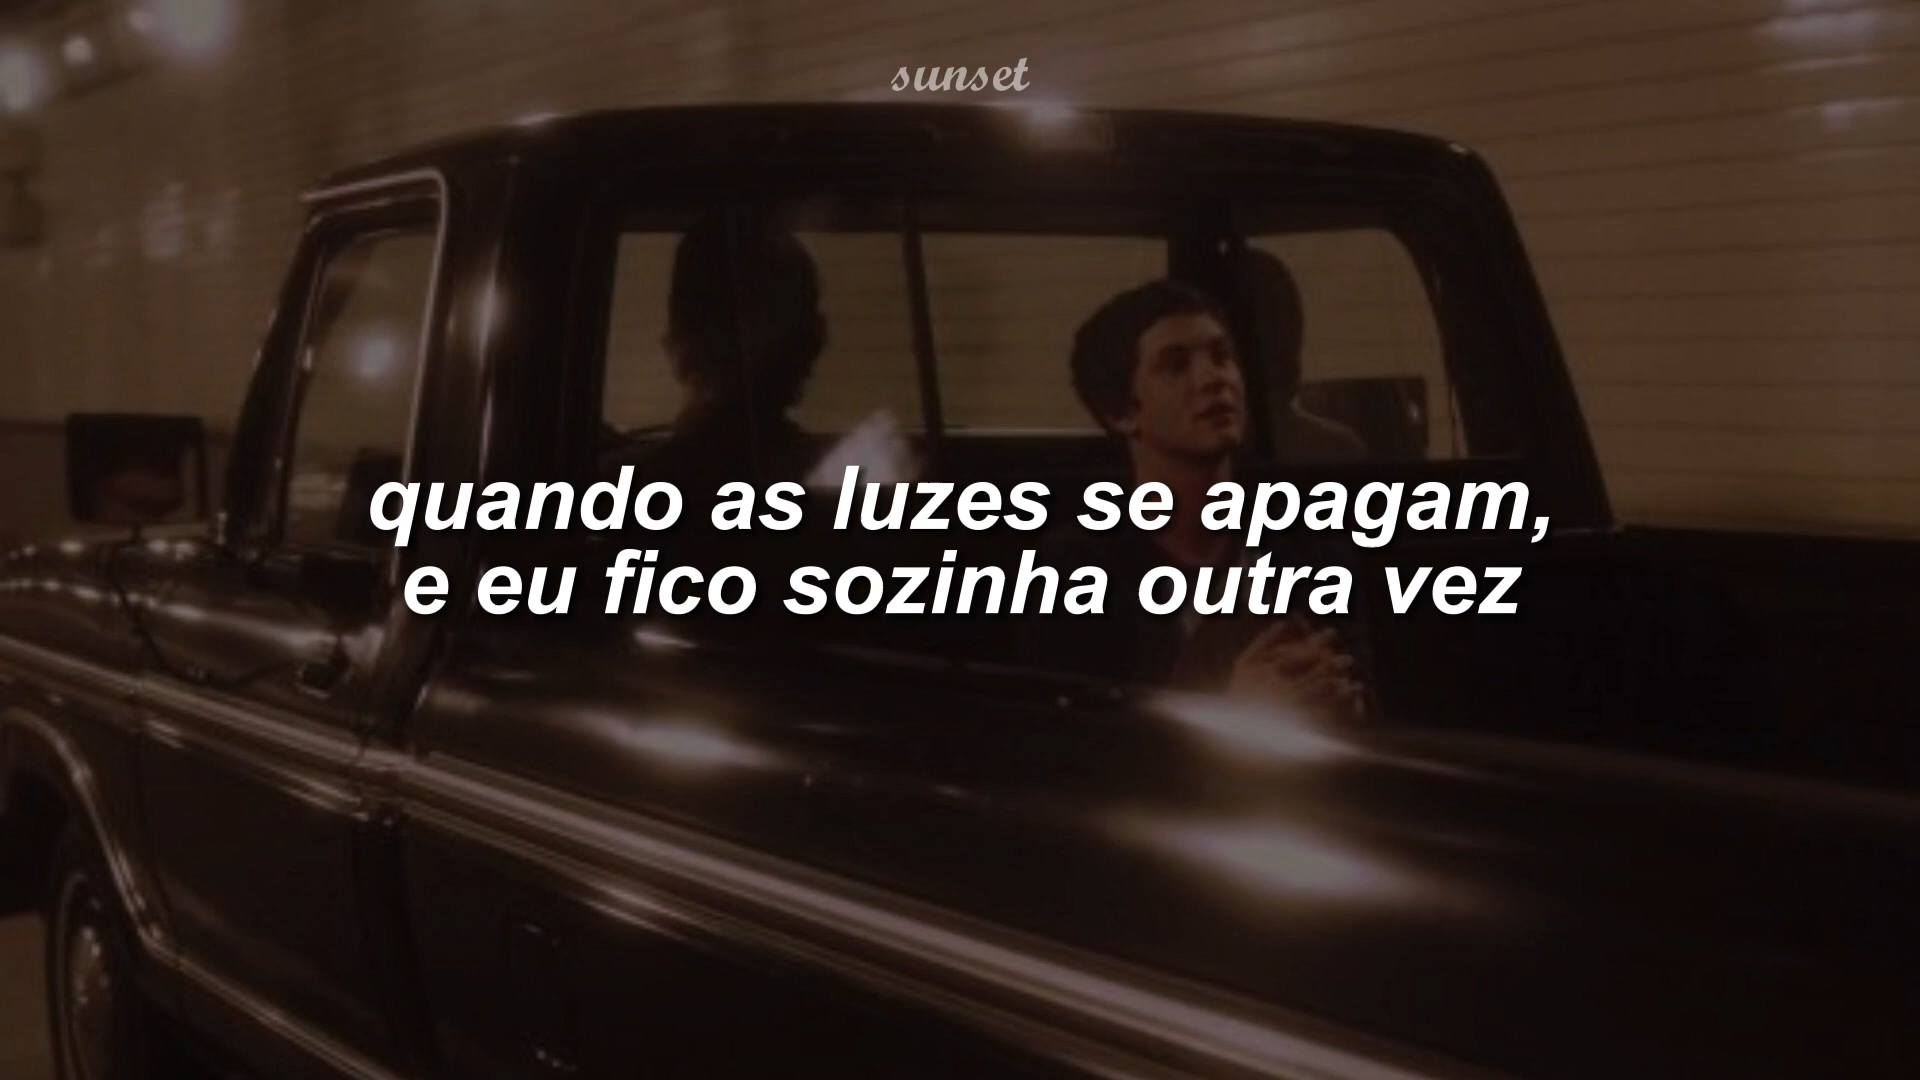 sunset
quando as luzes se apagam,
e eu fico sozinha outra vez